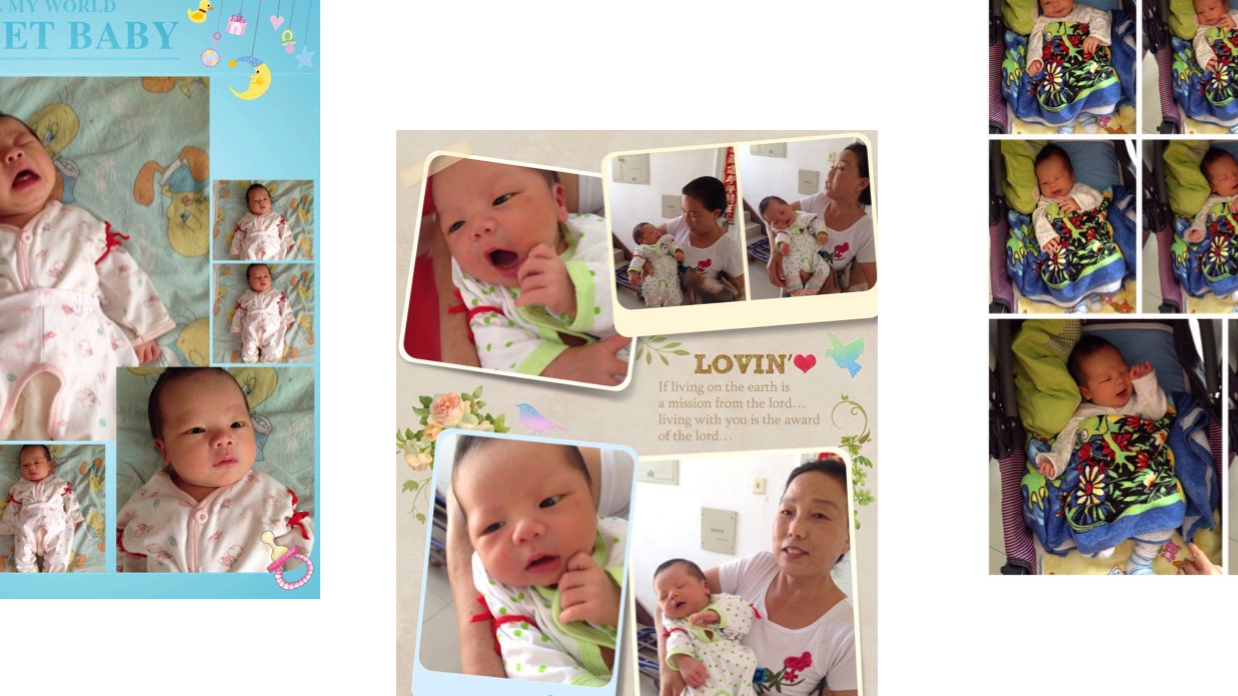 MY WORLD
ET BABY
LOVIN'
If living on the earth is
a mission from the lord...
living with you is the award
of the lord...